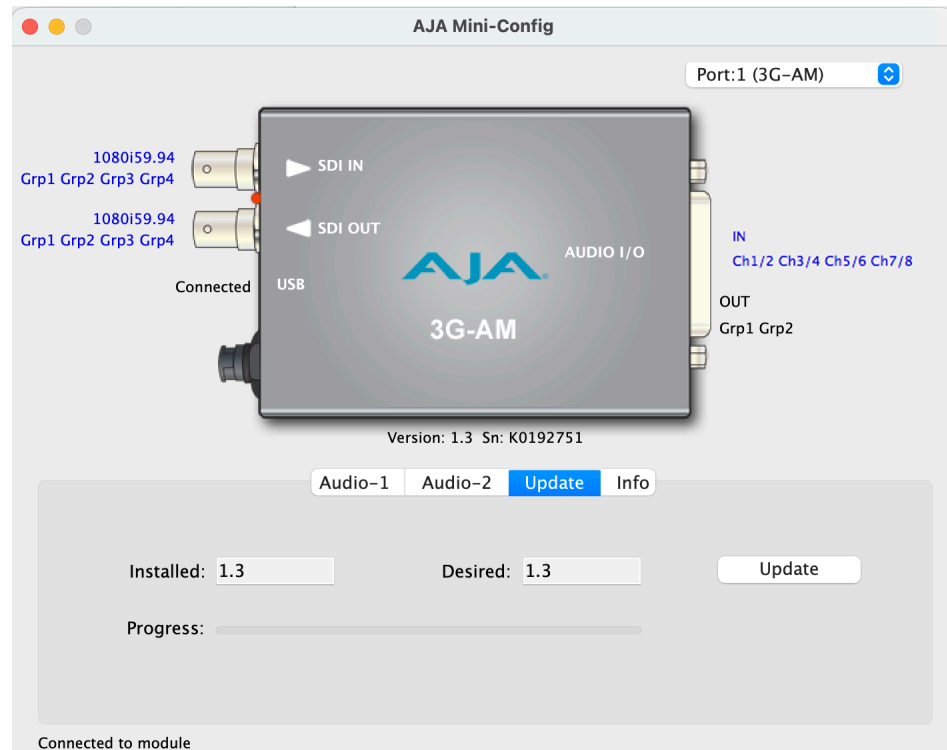 AJA Mini-Config
Port:1 (3G-AM)
1080i59.94
Grp1 Grp2 Grp3 Grp4
SDI IN
1080i59.94
Grp1 Grp2 Grp3 Grp4
SDI OUT
AUDIO I/O
IN
Ch1/2 Ch3/4 Ch5/6 Ch7/8
Connected
USB
AJA
OUT
Grp1 Grp2
3G-AM
Version: 1.3 Sn: K0192751
Audio-1 Audio-2 Update Info
Installed: 1.3 Desired: 1.3 Update
Progress:
Connected to module